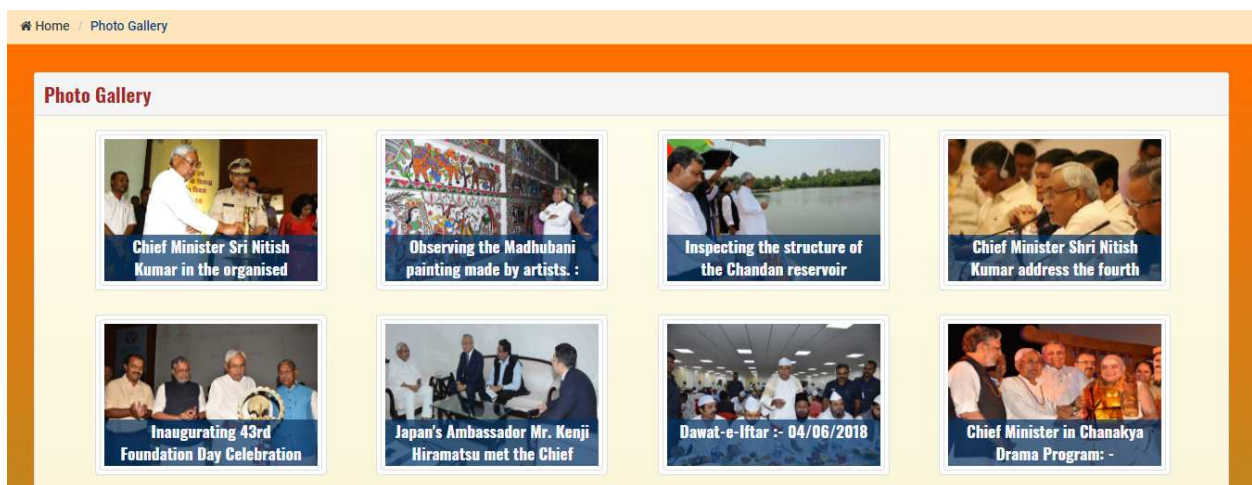 Home / Photo Gallery
Photo Gallery
Chief Minister Sri Nitish
Kumar in the organised
Observing the Madhubani
painting made by artists. :
Inspecting the structure of
the Chandan reservoir
Chief Minister Shri Nitish
Kumar address the fourth
Inaugurating 43rd
Foundation Day Celebration
Japan's Ambassador Mr. Kenji
Hiramatsu met the Chief
Dawat-e-Iftar :- 04/06/2018
Chief Minister in Chanakya
Drama Program: -